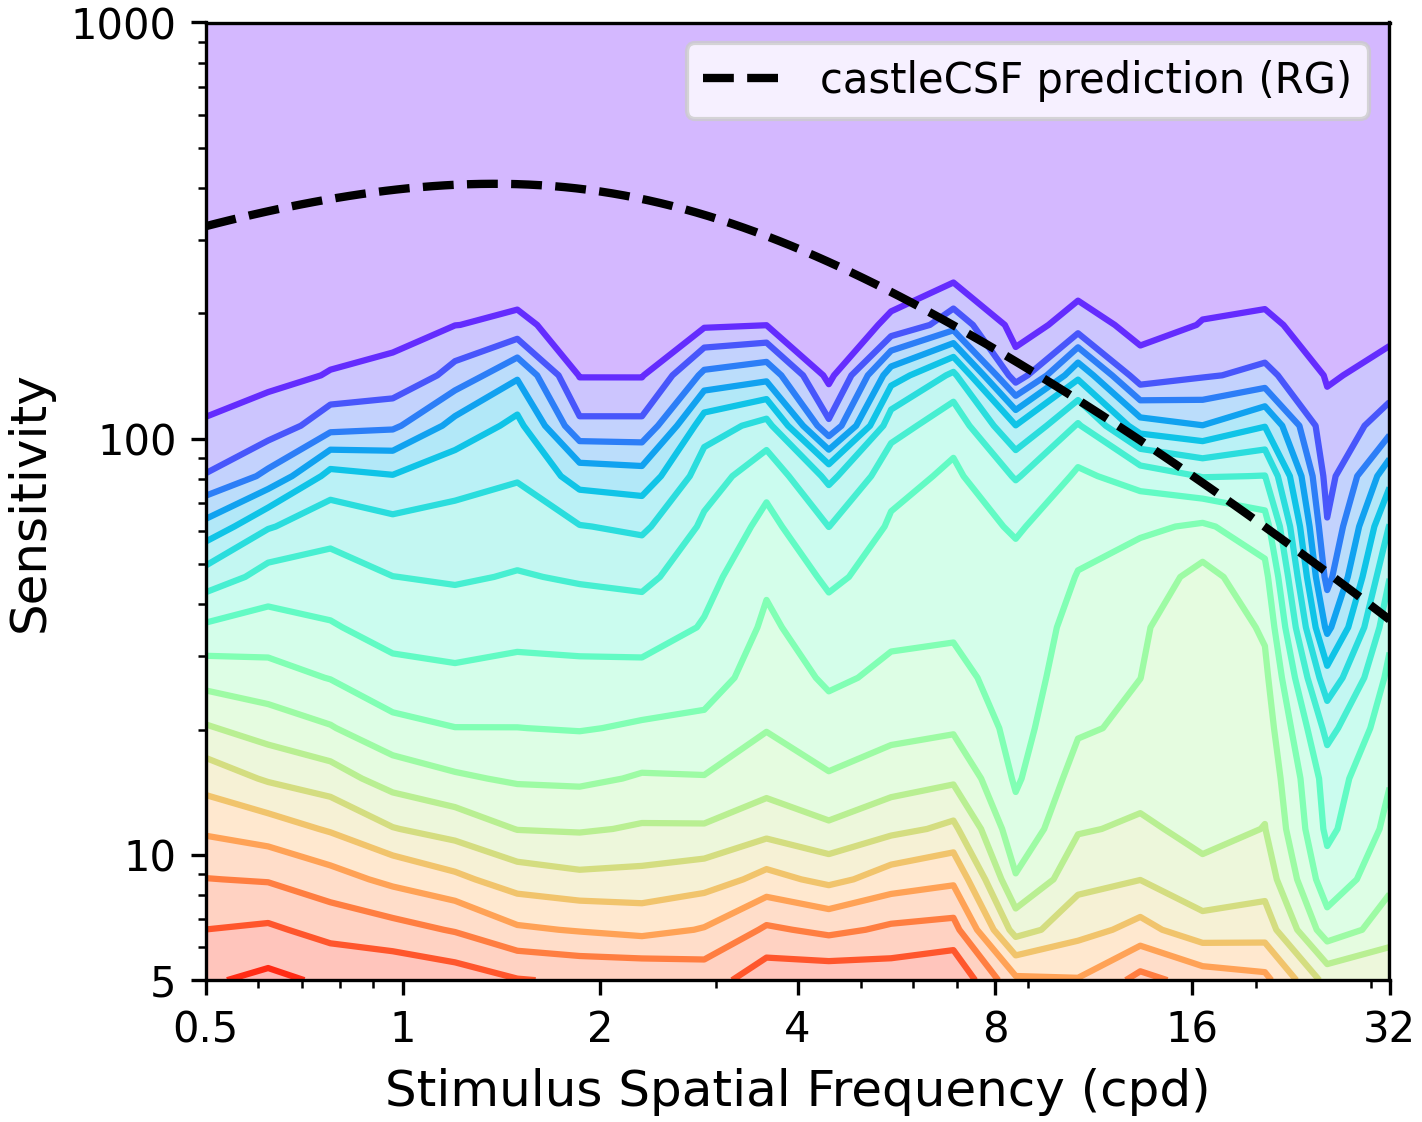 1000
100
10
5
Sensitivity
castleCSF prediction (RG)
0.5 1 2 4 8 16 32
Stimulus Spatial Frequency (cpd)